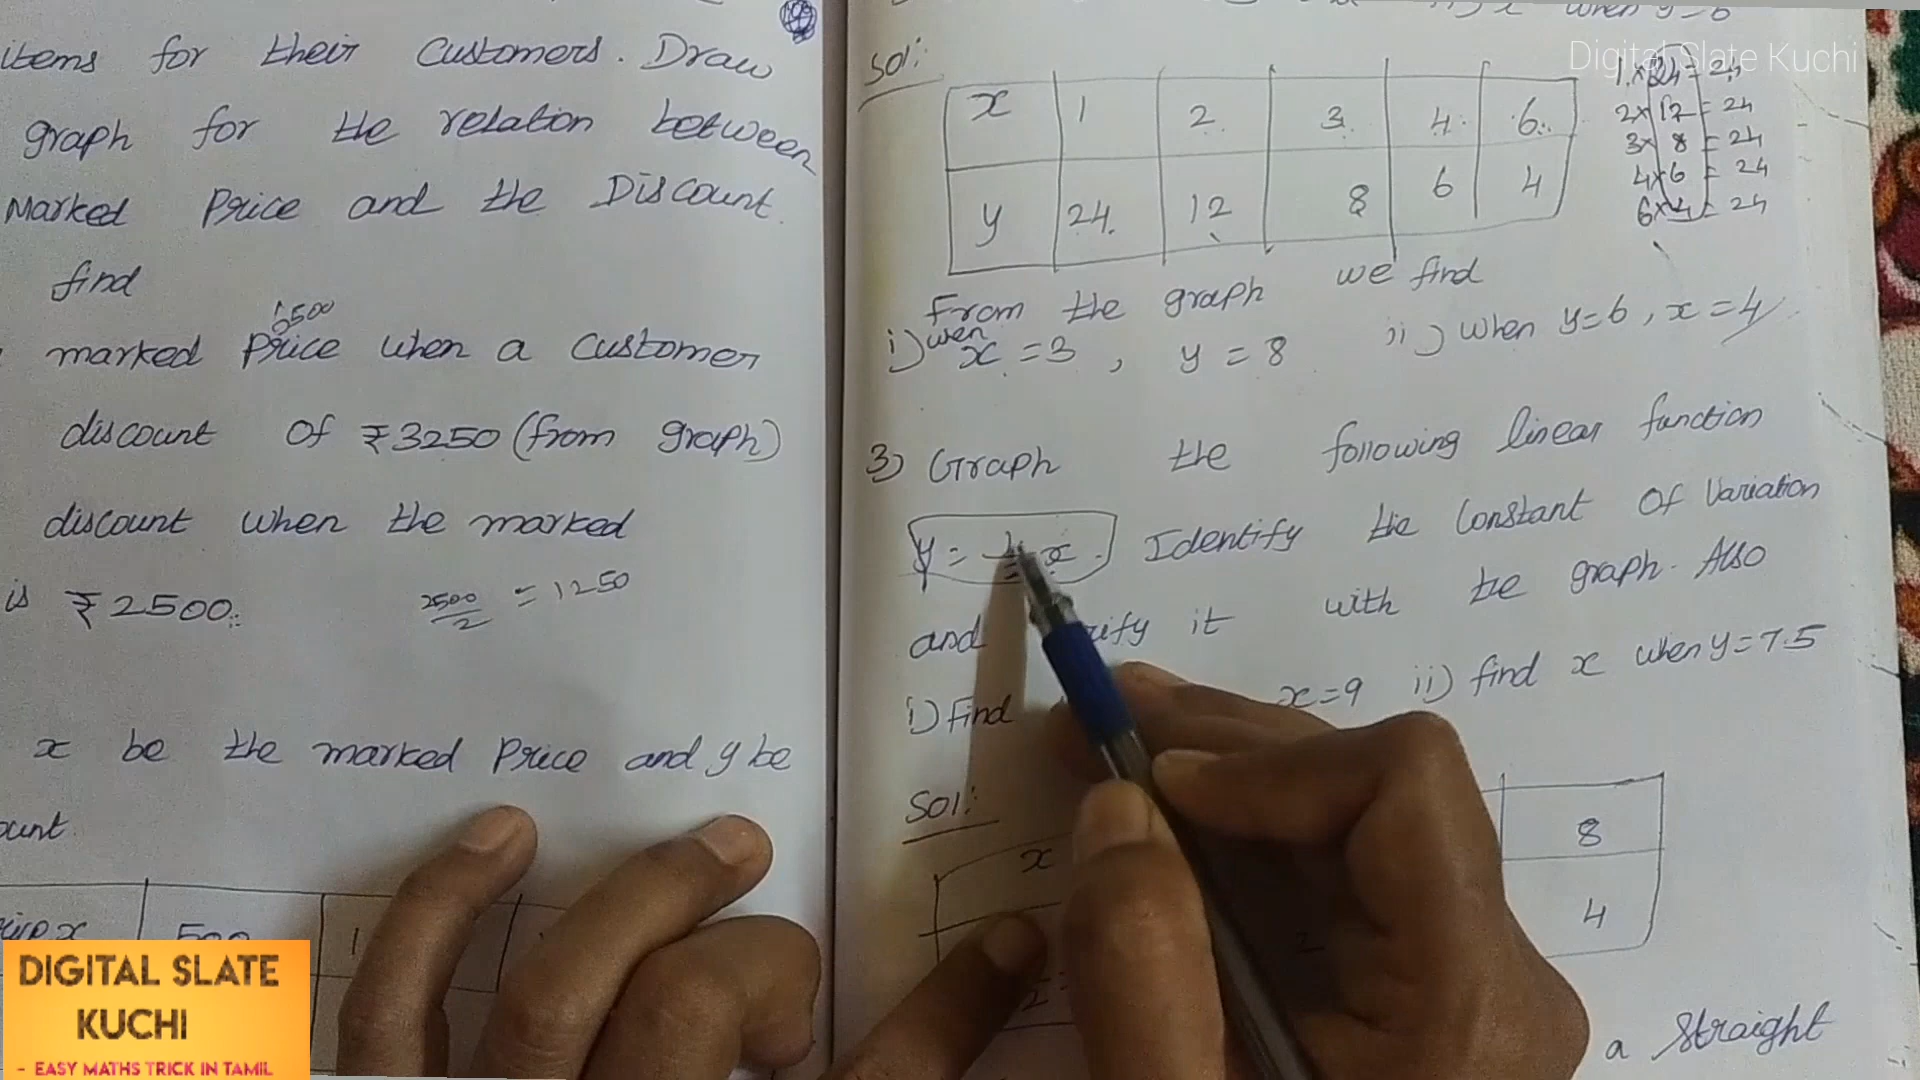 items for their Customers. Draw
graph for the relation between
Marked Price and the Discount.
find
1500
marked Price when a Customer
discount of ₹3250 (from graph)
discount when the marked
is ₹2500.
2500/2 = 1250
x be the marked Price and y be
500
DIGITAL SLATE
KUCHI
- EASY MATHS TRICK IN TAMIL
when y=6
Digital Slate Kuchi
Sol:
x 1 2 3 4 6
y 24 12 8 6 4
2x12 = 24
3x 8 = 24
4x6 = 24
6x4 = 24
From the graph we find
i) wen x = 3, y = 8 ii) when y=6, x = 4
3) Graph the following linear function
y = x. Identify the Constant of Variation
and it with the graph. Also
i) Find x=9 ii) find x when y=7.5
Sol:
x 8
4
a Straight